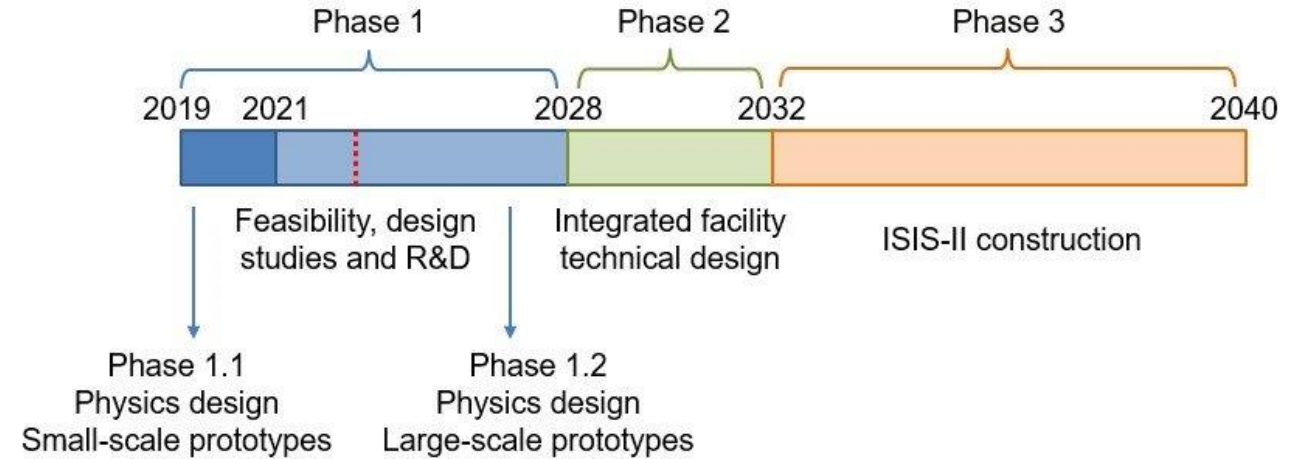 Phase 1 Phase 2 Phase 3
2019 2021 2028 2032 2040
Feasibility, design
studies and R&D
Integrated facility
technical design
ISIS-II construction
Phase 1.1
Physics design
Small-scale prototypes
Phase 1.2
Physics design
Large-scale prototypes